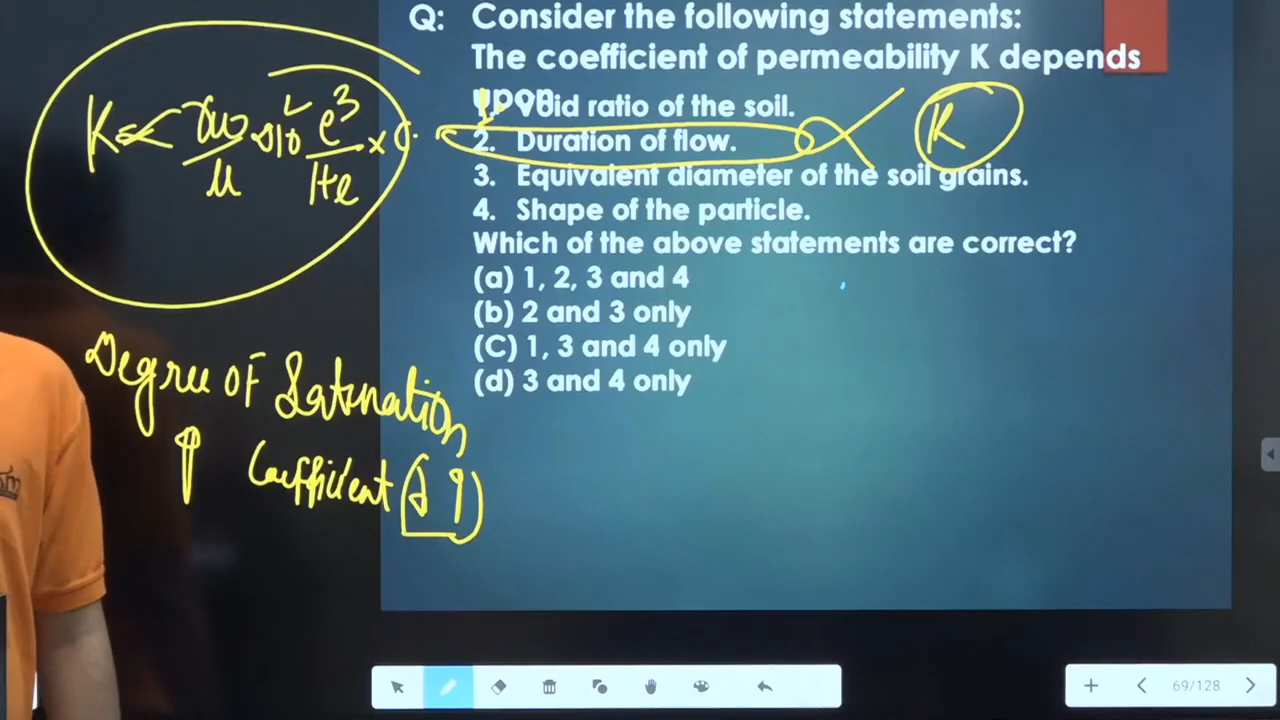 Q: Consider the following statements:
The coefficient of permeability K depends
upon
1. Void ratio of the soil.
2. Duration of flow.
3. Equivalent diameter of the soil grains.
4. Shape of the particle.
Which of the above statements are correct?
(a) 1, 2, 3 and 4
(b) 2 and 3 only
(C) 1, 3 and 4 only
(d) 3 and 4 only
K
Degree of Saturation
Coefficient
69/128